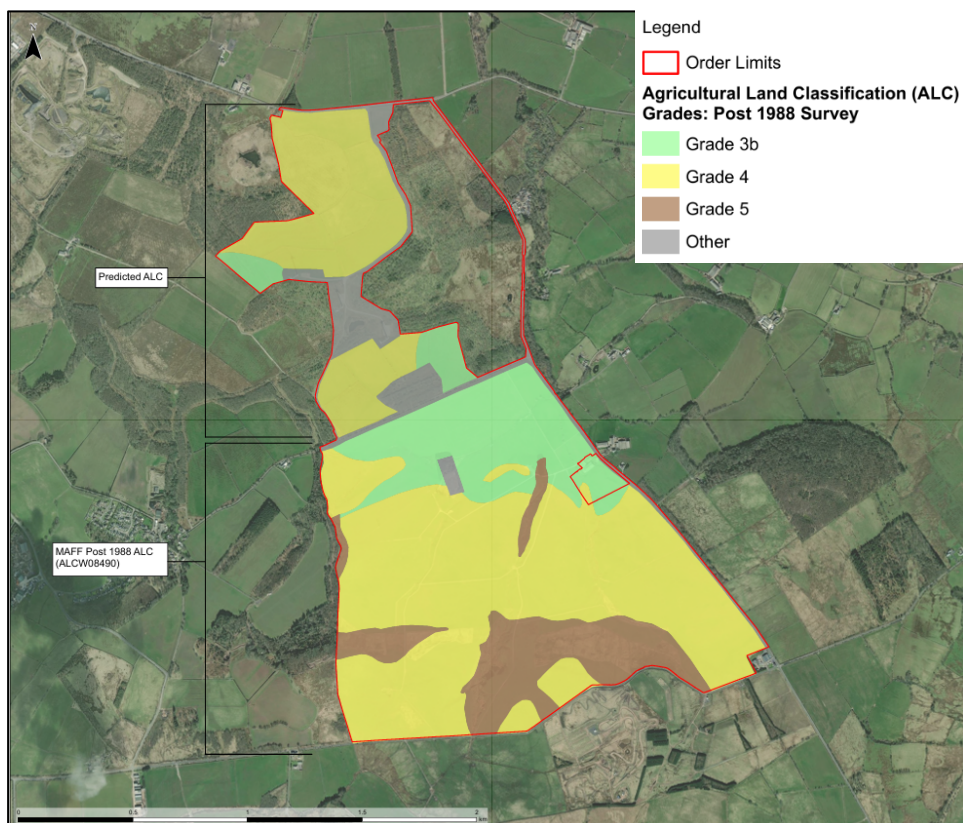 Legend
Order Limits
Agricultural Land Classification (ALC)
Grades: Post 1988 Survey
Grade 3b
Grade 4
Grade 5
Other
Predicted ALC
MAFF Post 1988 ALC
(ALCW08490)
0 0.5 1 1.5 2
km